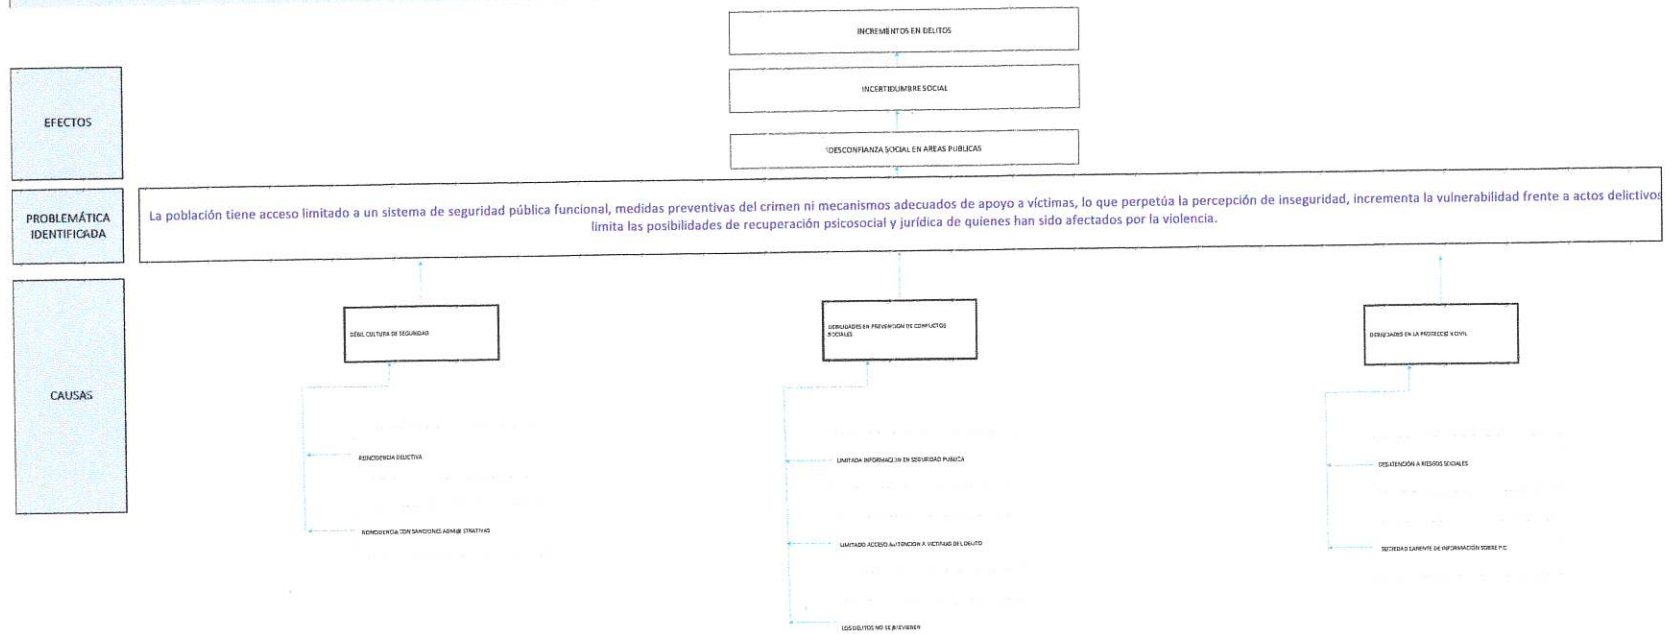 INCREMENTOS EN DELITOS
INCERTIDUMBRE SOCIAL
EFECTOS
DESCONFIANZA SOCIAL EN AREAS PUBLICAS
PROBLEMÁTICA
IDENTIFICADA
La población tiene acceso limitado a un sistema de seguridad pública funcional, medidas preventivas del crimen ni mecanismos adecuados de apoyo a víctimas, lo que perpetúa la percepción de inseguridad, incrementa la vulnerabilidad frente a actos delictivos
limita las posibilidades de recuperación psicosocial y jurídica de quienes han sido afectados por la violencia.
CAUSAS
DÉBIL CULTURA DE SEGURIDAD
DEBILIDADES EN PREVENCION DE CONFLICTOS
SOCIALES
DEBILIDADES EN LA PROTECCIÓN CIVIL
REINCIDENCIA DELICTIVA
LIMITADA INFORMACION EN SEGURIDAD PUBLICA
DESATENCIÓN A RIESGOS SOCIALES
REINCIDENCIA CON SANCIONES ADMINISTRATIVAS
LIMITADO ACCESO A ATENCION A VICTIMAS DEL DELITO
SOCIEDAD CARENTE DE INFORMACIÓN SOBRE PC
LOS DELITOS NO SE PREVIENEN